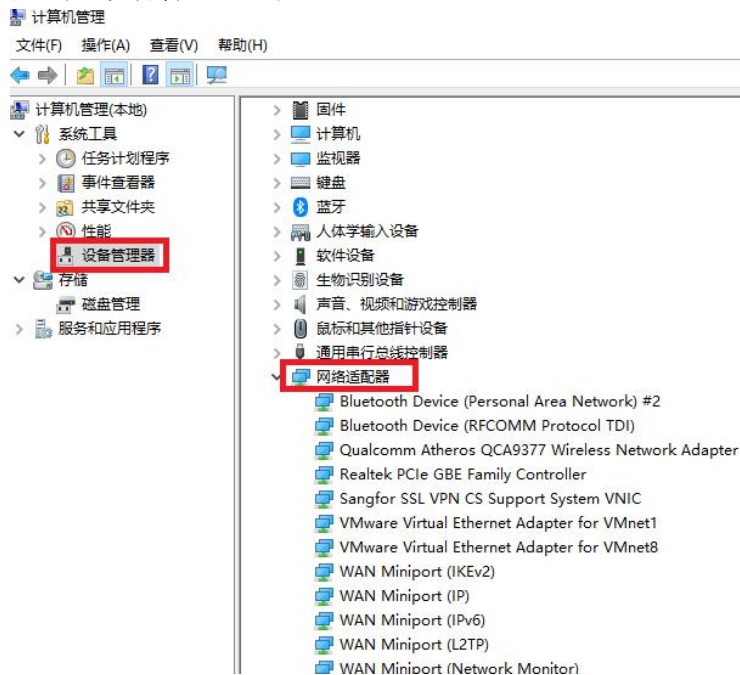 计算机管理
文件(F) 操作(A) 查看(V) 帮助(H)
计算机管理(本地)
系统工具
任务计划程序
事件查看器
共享文件夹
性能
设备管理器
存储
磁盘管理
服务和应用程序
固件
计算机
监视器
键盘
蓝牙
人体学输入设备
软件设备
生物识别设备
声音、视频和游戏控制器
鼠标和其他指针设备
通用串行总线控制器
网络适配器
Bluetooth Device (Personal Area Network) #2
Bluetooth Device (RFCOMM Protocol TDI)
Qualcomm Atheros QCA9377 Wireless Network Adapter
Realtek PCIe GBE Family Controller
Sangfor SSL VPN CS Support System VNIC
VMware Virtual Ethernet Adapter for VMnet1
VMware Virtual Ethernet Adapter for VMnet8
WAN Miniport (IKEv2)
WAN Miniport (IP)
WAN Miniport (IPv6)
WAN Miniport (L2TP)
WAN Miniport (Network Monitor)